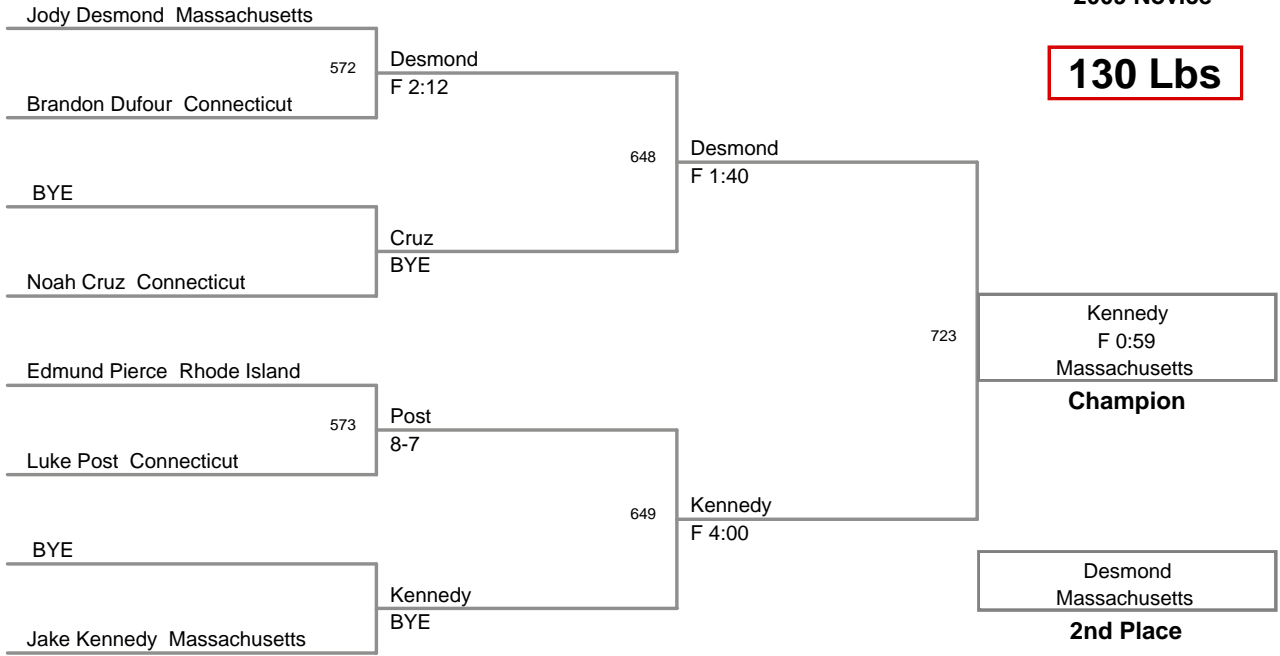 2009 Novice
130 Lbs
Jody Desmond Massachusetts
572
Brandon Dufour Connecticut
Desmond
F 2:12
BYE
Noah Cruz Connecticut
Cruz
BYE
648
Desmond
F 1:40
Edmund Pierce Rhode Island
573
Luke Post Connecticut
Post
8-7
BYE
Jake Kennedy Massachusetts
Kennedy
BYE
649
Kennedy
F 4:00
723
Kennedy
F 0:59
Massachusetts
Champion
Desmond
Massachusetts
2nd Place